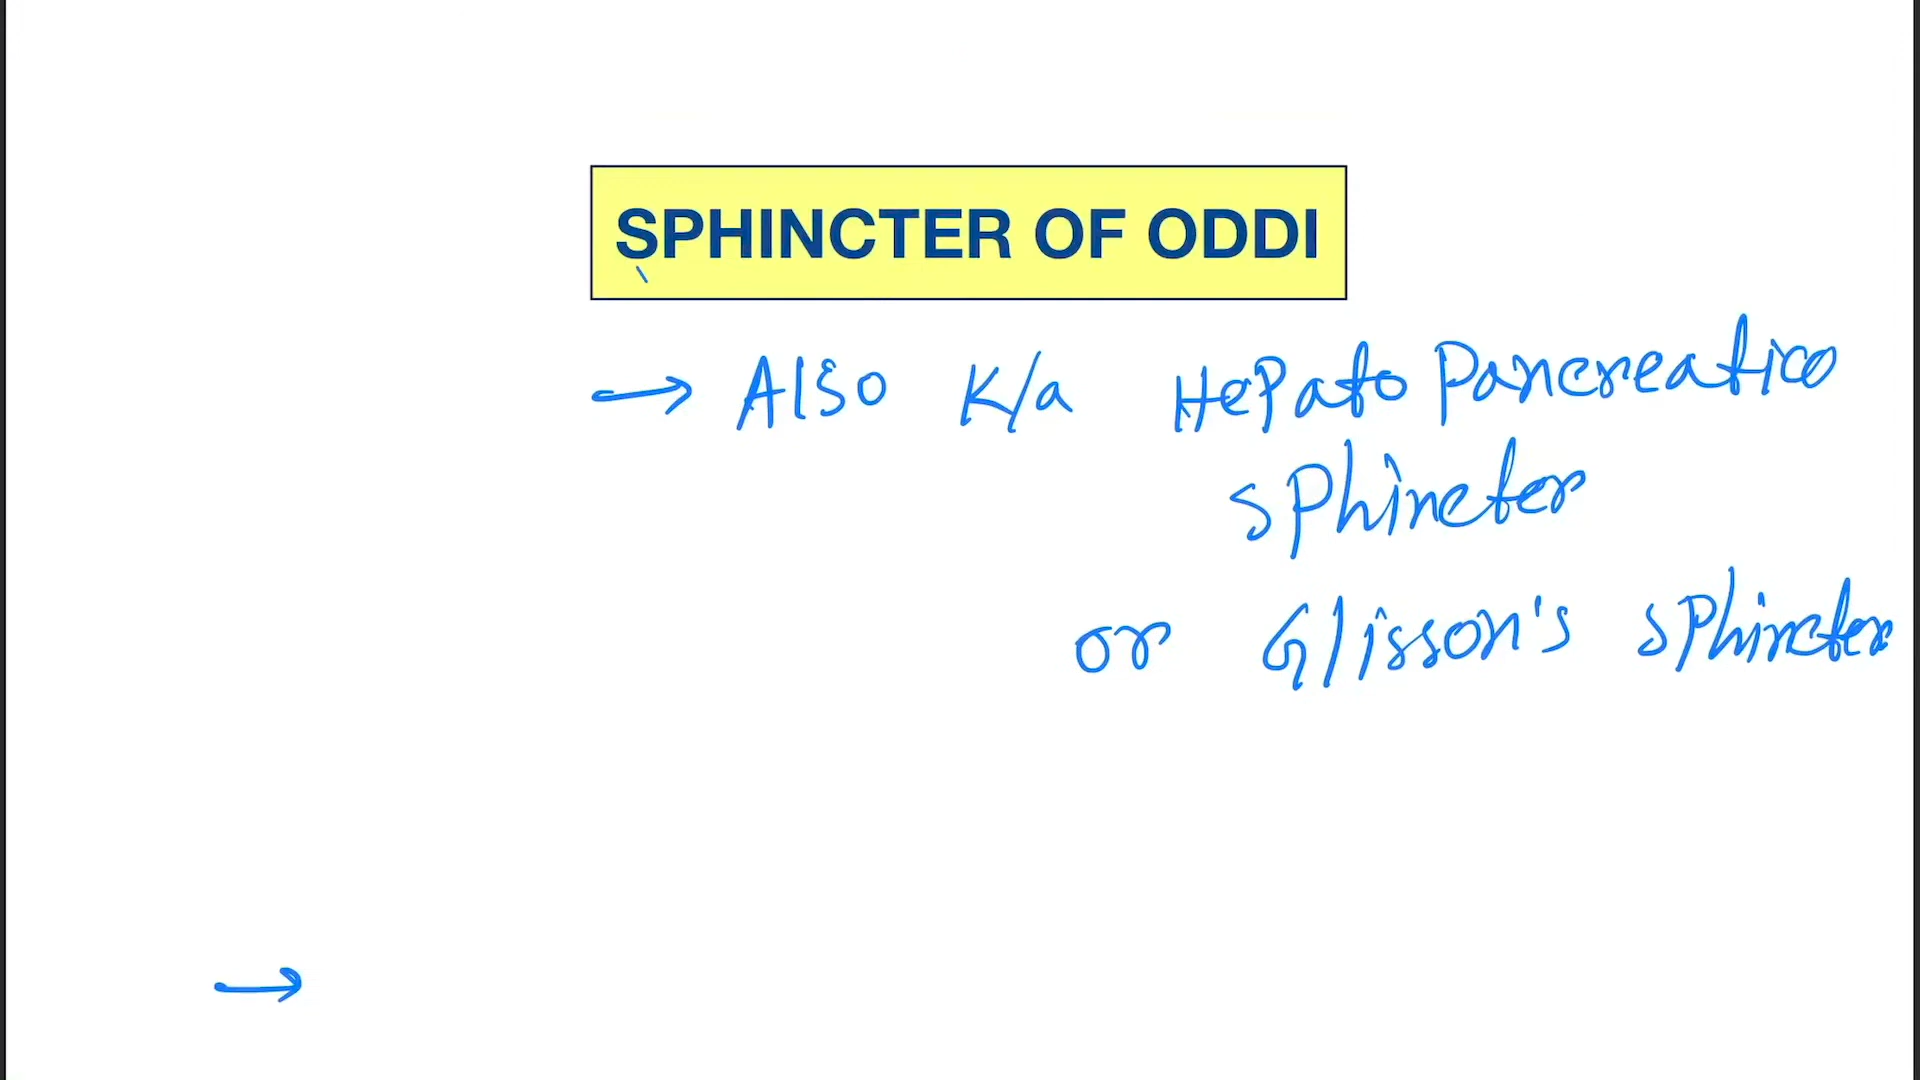 SPHINCTER OF ODDI
→ Also K/a Hepato Pancreatico
sphincter
or Glisson's sphincter
→